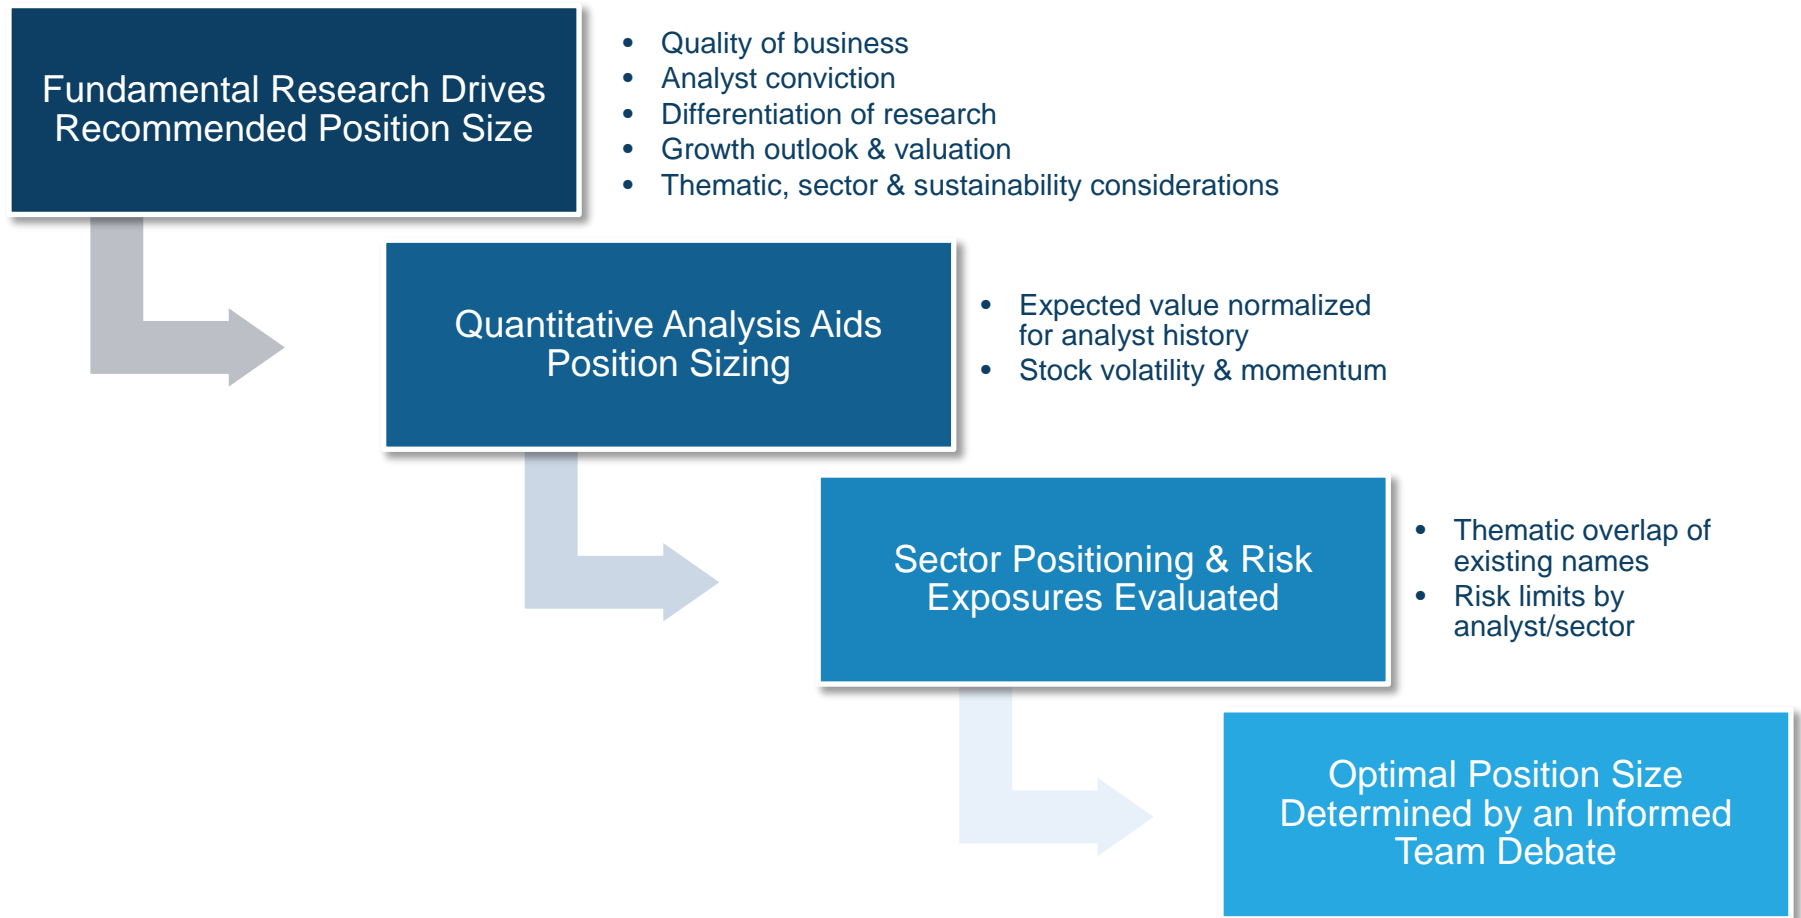 Fundamental Research Drives
Recommended Position Size
• Quality of business
• Analyst conviction
• Differentiation of research
• Growth outlook & valuation
• Thematic, sector & sustainability considerations
Quantitative Analysis Aids
Position Sizing
• Expected value normalized
for analyst history
• Stock volatility & momentum
Sector Positioning & Risk
Exposures Evaluated
• Thematic overlap of
existing names
• Risk limits by
analyst/sector
Optimal Position Size
Determined by an Informed
Team Debate